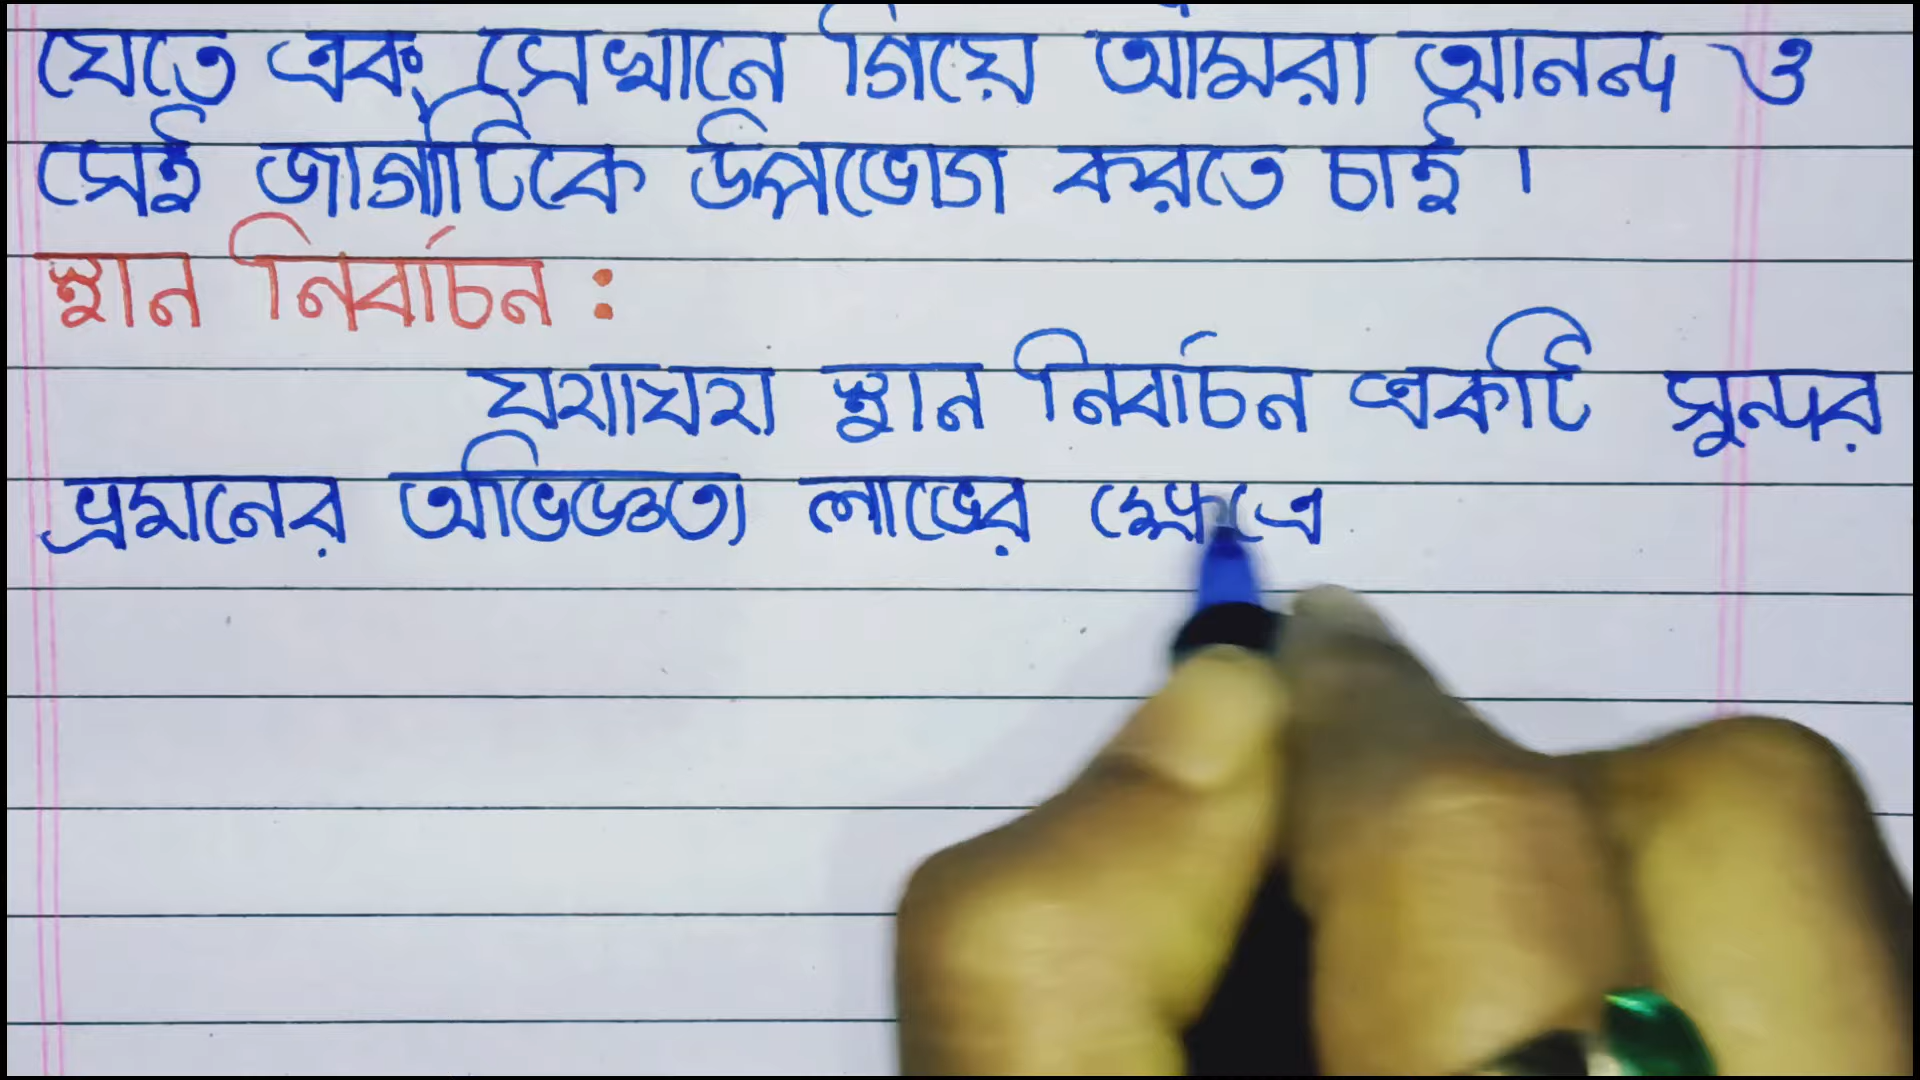 যেতে এবং সেখানে গিয়ে আমরা আনন্দ ও
সেই জাগাটিকে উপভোগ করতে চাই ।
স্থান নির্বাচন :
যথাযথ স্থান নির্বাচন একটি সুন্দর
ভ্রমনের অভিজ্ঞতা লাভের ক্ষেত্রে